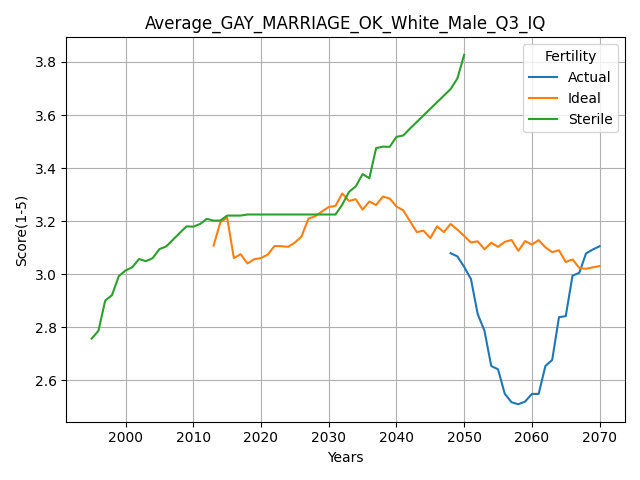 Average_GAY_MARRIAGE_OK_White_Male_Q3_IQ
Fertility
Actual
Ideal
Sterile
Score(1-5)
3.8
3.6
3.4
3.2
3.0
2.8
2.6
2000 2010 2020 2030 2040 2050 2060 2070
Years